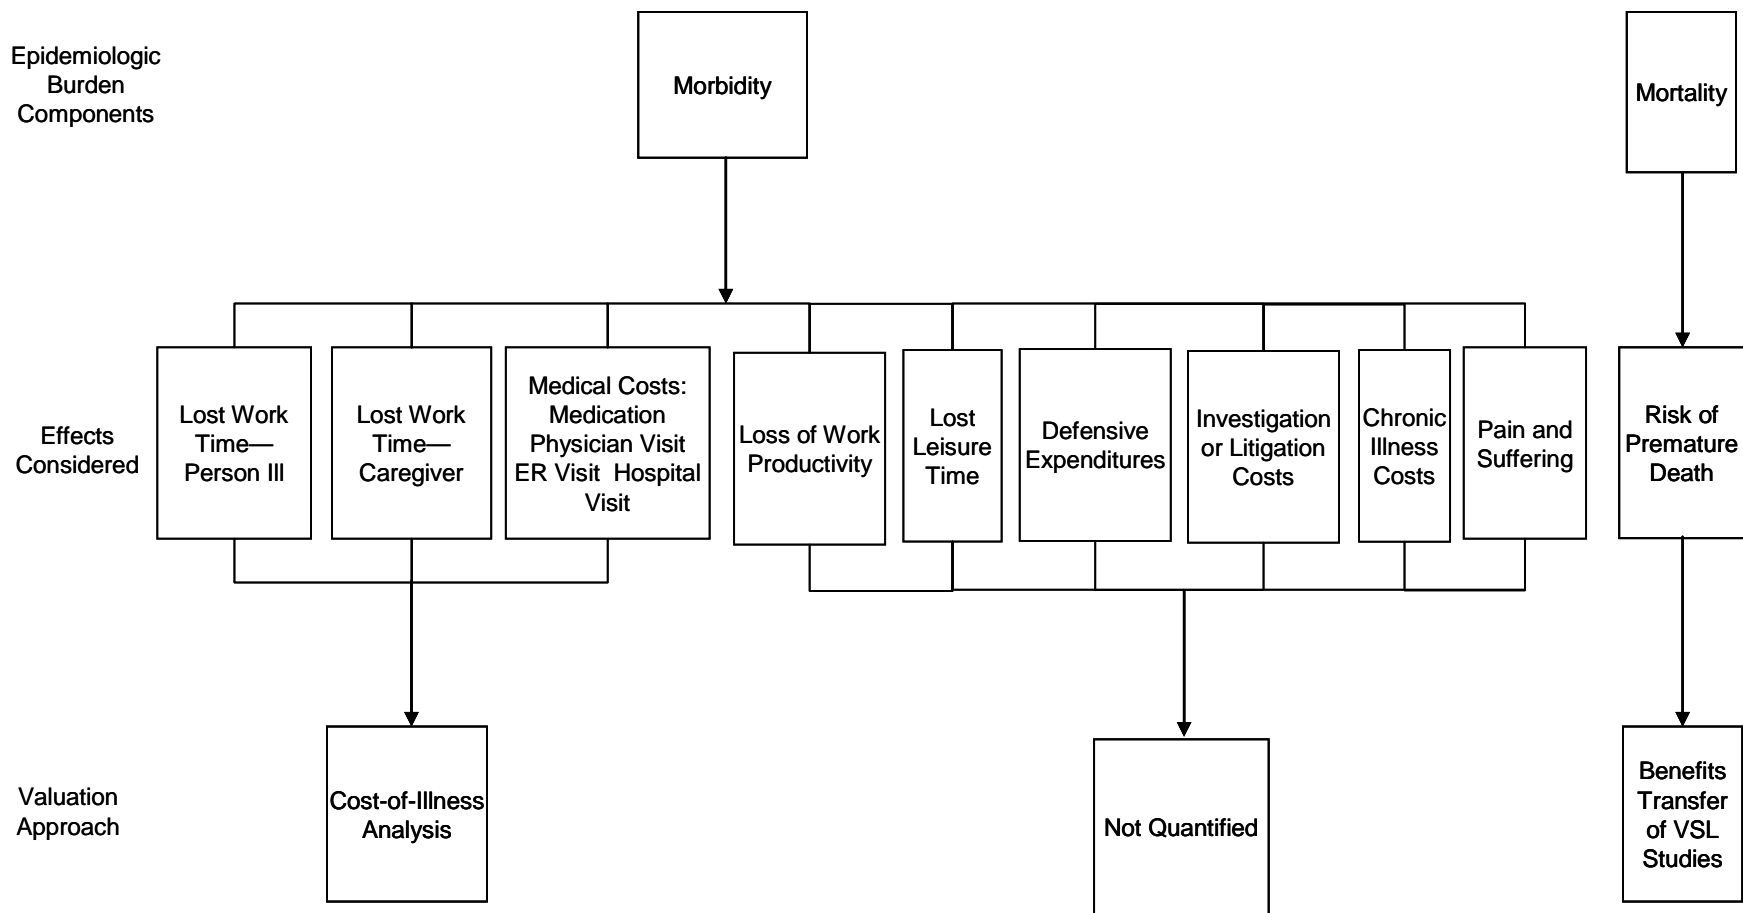 Epidemiologic
Burden
Components
Morbidity
Mortality
Effects
Considered
Lost Work
Time—
Person Ill
Lost Work
Time—
Caregiver
Medical Costs:
Medication
Physician Visit
ER Visit  Hospital
Visit
Loss of Work
Productivity
Lost
Leisure
Time
Defensive
Expenditures
Investigation
or Litigation
Costs
Chronic
Illness
Costs
Pain and
Suffering
Risk of
Premature
Death
Valuation
Approach
Cost-of-Illness
Analysis
Not Quantified
Benefits
Transfer
of VSL
Studies